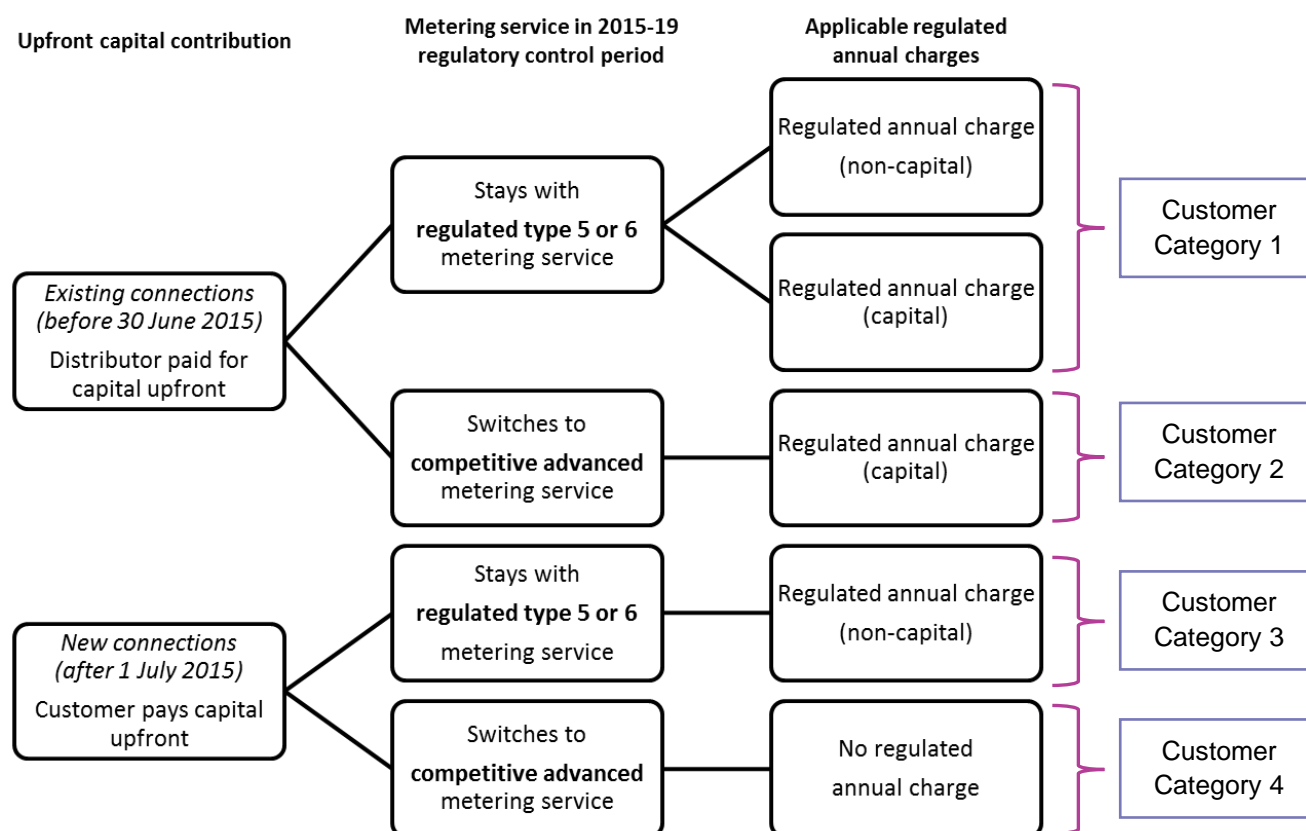 Upfront capital contribution
Metering service in 2015-19
regulatory control period
Applicable regulated
annual charges
Existing connections
(before 30 June 2015)
Distributor paid for
capital upfront
Stays with
regulated type 5 or 6
metering service
Regulated annual charge
(non-capital)
Regulated annual charge
(capital)
Customer
Category 1
Switches to
competitive advanced
metering service
Regulated annual charge
(capital)
Customer
Category 2
New connections
(after 1 July 2015)
Customer pays capital
upfront
Stays with
regulated type 5 or 6
metering service
Regulated annual charge
(non-capital)
Customer
Category 3
Switches to
competitive advanced
metering service
No regulated
annual charge
Customer
Category 4